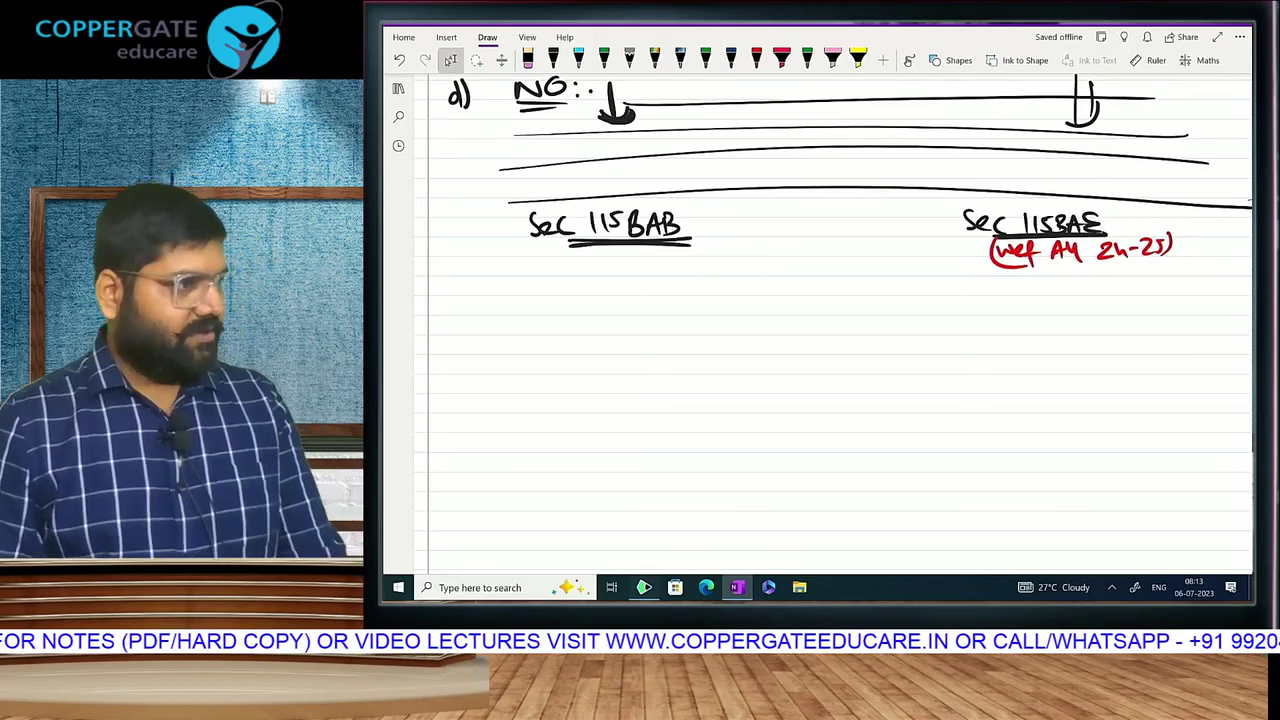 COPPERGATE
educare
Home Insert Draw View Help
Saved offline
Share
Shapes
Ink to Shape
Ink to Text
Ruler
Maths
d) NO:-
Sec 115BAB
Sec 115BAE
(wef AY 24-25)
Type here to search
27°C Cloudy
ENG
08:13
06-07-2023
FOR NOTES (PDF/HARD COPY) OR VIDEO LECTURES VISIT WWW.COPPERGATEEDUCARE.IN OR CALL/WHATSAPP - +91 9920